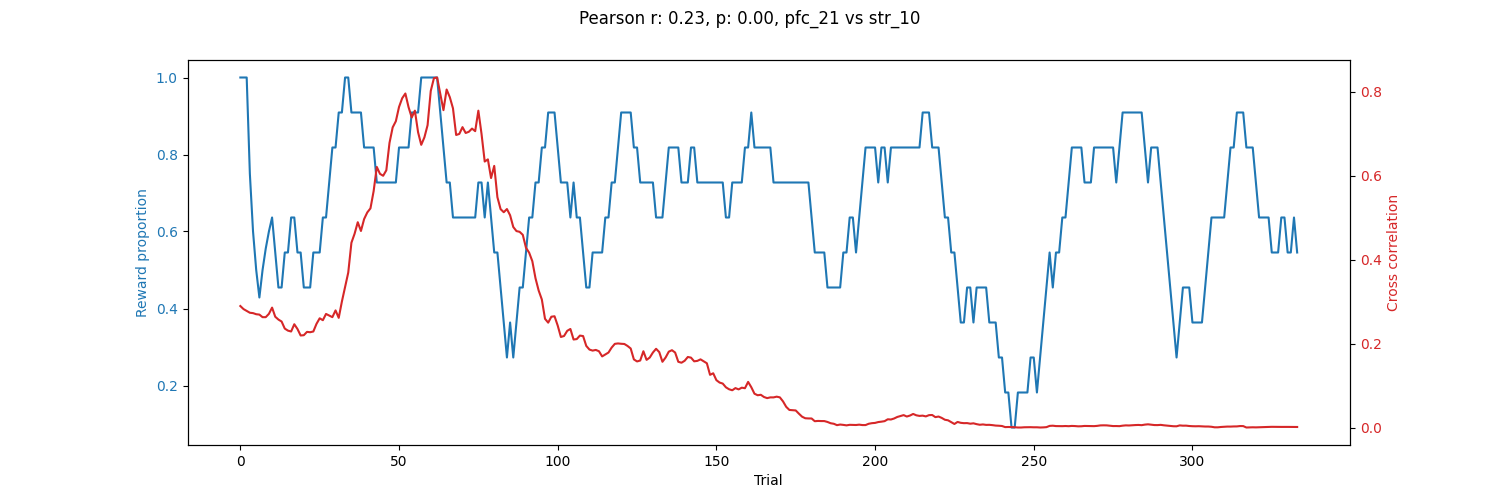 Pearson r: 0.23, p: 0.00, pfc_21 vs str_10
1.0
0.8
0.6
0.4
0.2
Reward proportion
0.8
0.6
0.4
0.2
0.0
Cross correlation
0 50 100 150 200 250 300
Trial